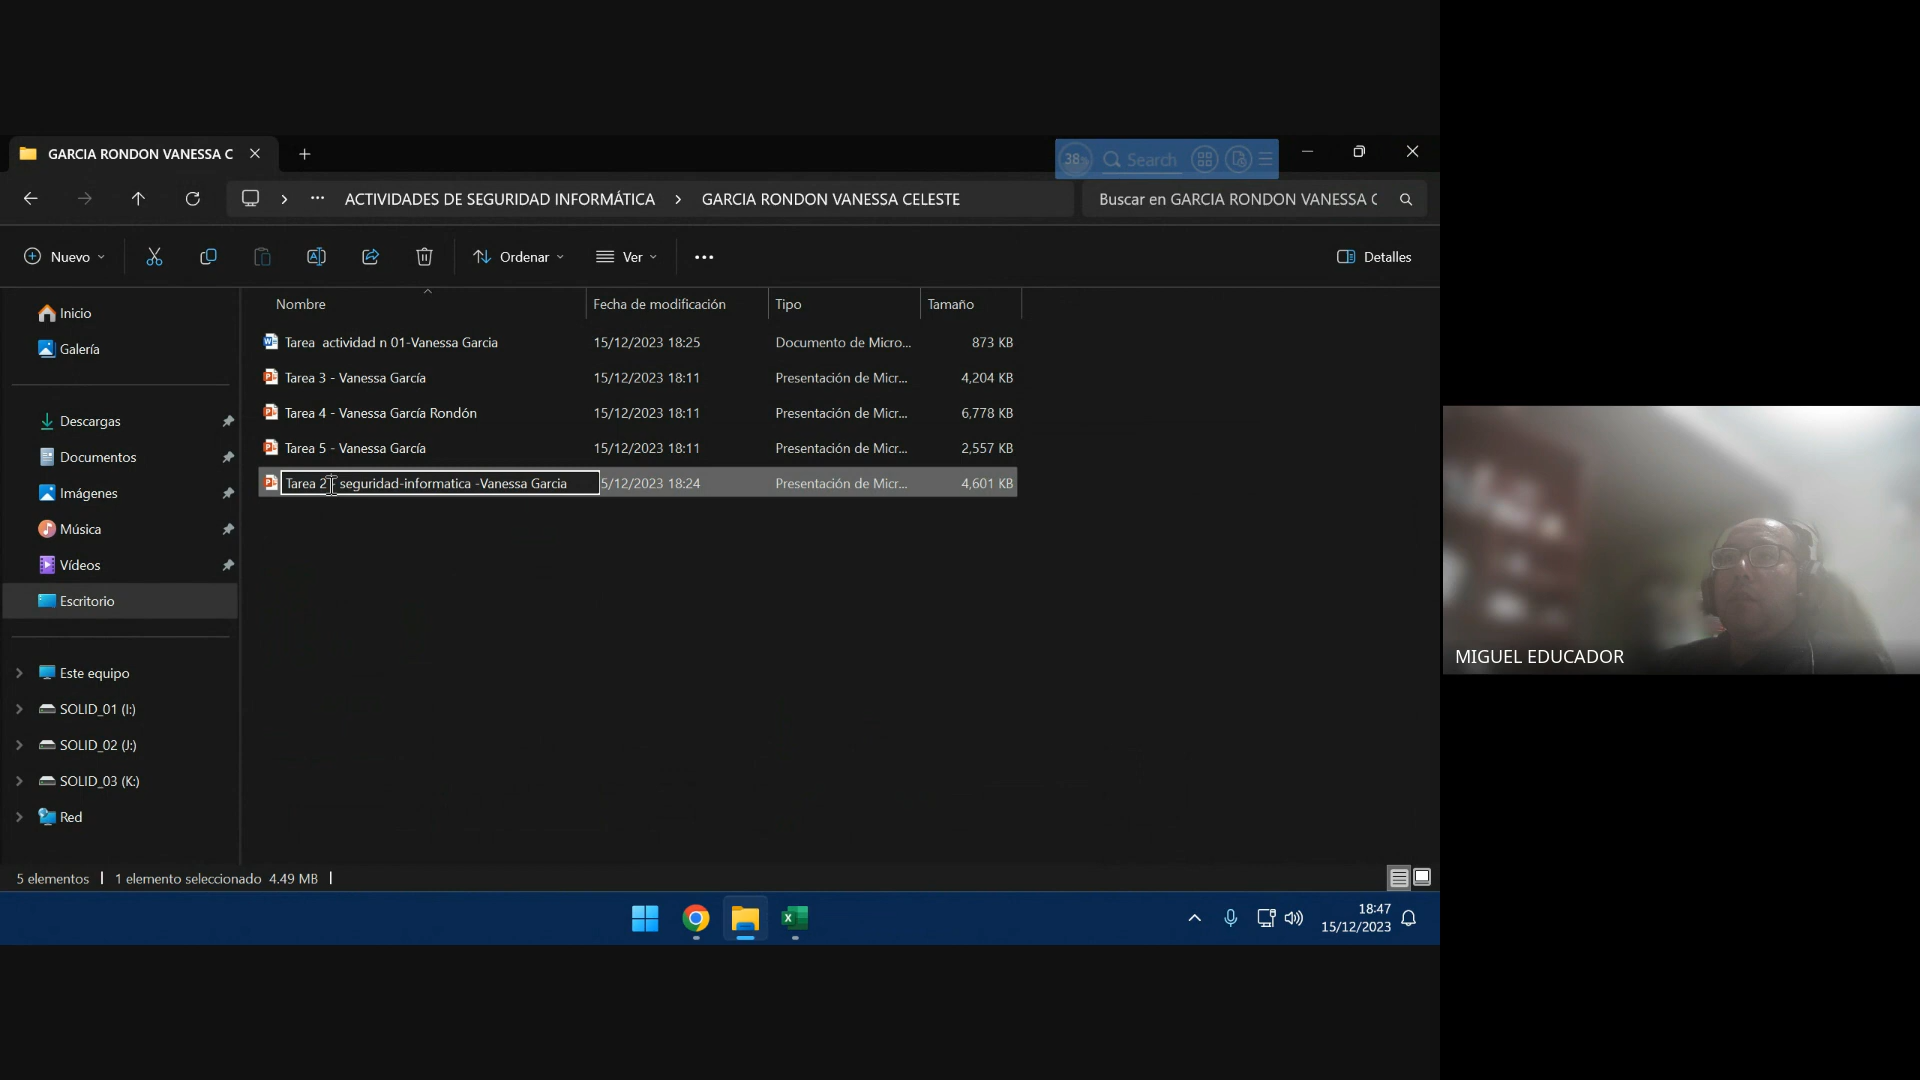 GARCIA RONDON VANESSA C
38%
Search
ACTIVIDADES DE SEGURIDAD INFORMÁTICA
GARCIA RONDON VANESSA CELESTE
Buscar en GARCIA RONDON VANESSA C
Nuevo
Ordenar
Ver
Detalles
Nombre
Fecha de modificación
Tipo
Tamaño
Tarea  actividad n 01-Vanessa Garcia
15/12/2023 18:25
Documento de Micro...
873 KB
Tarea 3 - Vanessa García
15/12/2023 18:11
Presentación de Micr...
4,204 KB
Tarea 4 - Vanessa García Rondón
15/12/2023 18:11
Presentación de Micr...
6,778 KB
Tarea 5 - Vanessa García
15/12/2023 18:11
Presentación de Micr...
2,557 KB
Tarea 2 seguridad-informatica -Vanessa Garcia
5/12/2023 18:24
Presentación de Micr...
4,601 KB
Inicio
Galería
Descargas
Documentos
Imágenes
Música
Vídeos
Escritorio
Este equipo
SOLID_01 (I:)
SOLID_02 (J:)
SOLID_03 (K:)
Red
MIGUEL EDUCADOR
5 elementos
1 elemento seleccionado 4.49 MB
18:47
15/12/2023